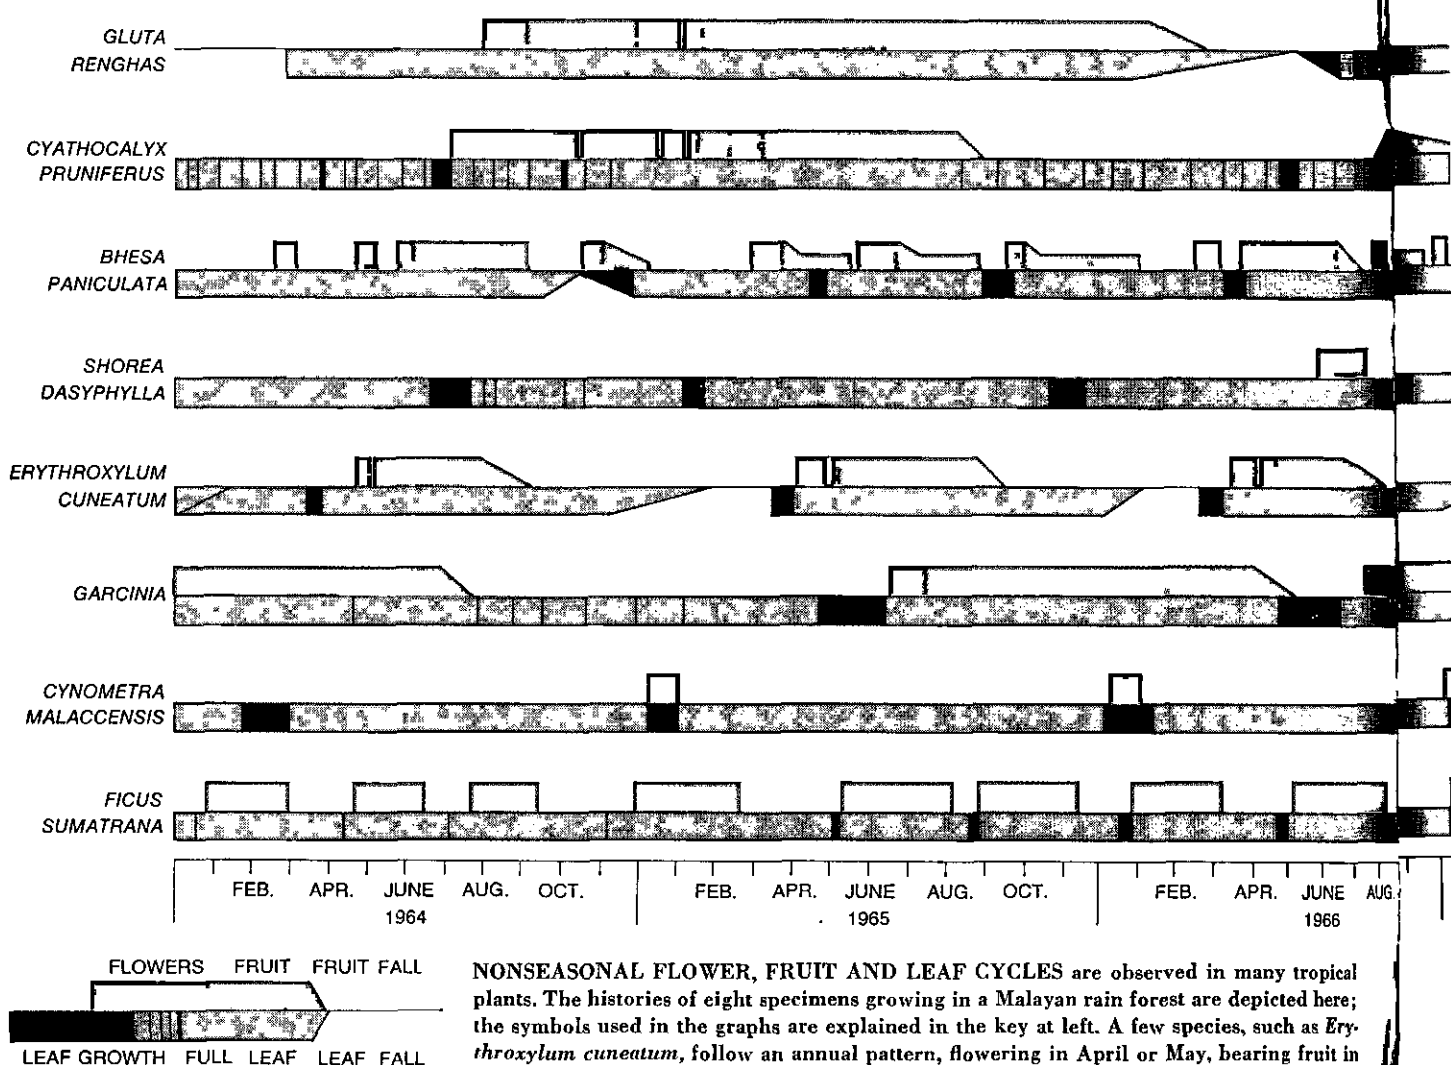 GLUTA
RENGHAS
CYATHOCALYX
PRUNIFERUS
BHESA
PANICULATA
SHOREA
DASYPHYLLA
ERYTHROXYLUM
CUNEATUM
GARCINIA
CYNOMETRA
MALACCENSIS
FICUS
SUMATRANA
FEB. APR. JUNE AUG. OCT. FEB. APR. JUNE AUG. OCT. FEB. APR. JUNE AUG.
1964 1965 1966
FLOWERS FRUIT FRUIT FALL
LEAF GROWTH FULL LEAF LEAF FALL
NONSEASONAL FLOWER, FRUIT AND LEAF CYCLES are observed in many tropical
plants. The histories of eight specimens growing in a Malayan rain forest are depicted here;
the symbols used in the graphs are explained in the key at left. A few species, such as Ery-
throxylum cuneatum, follow an annual pattern, flowering in April or May, bearing fruit in